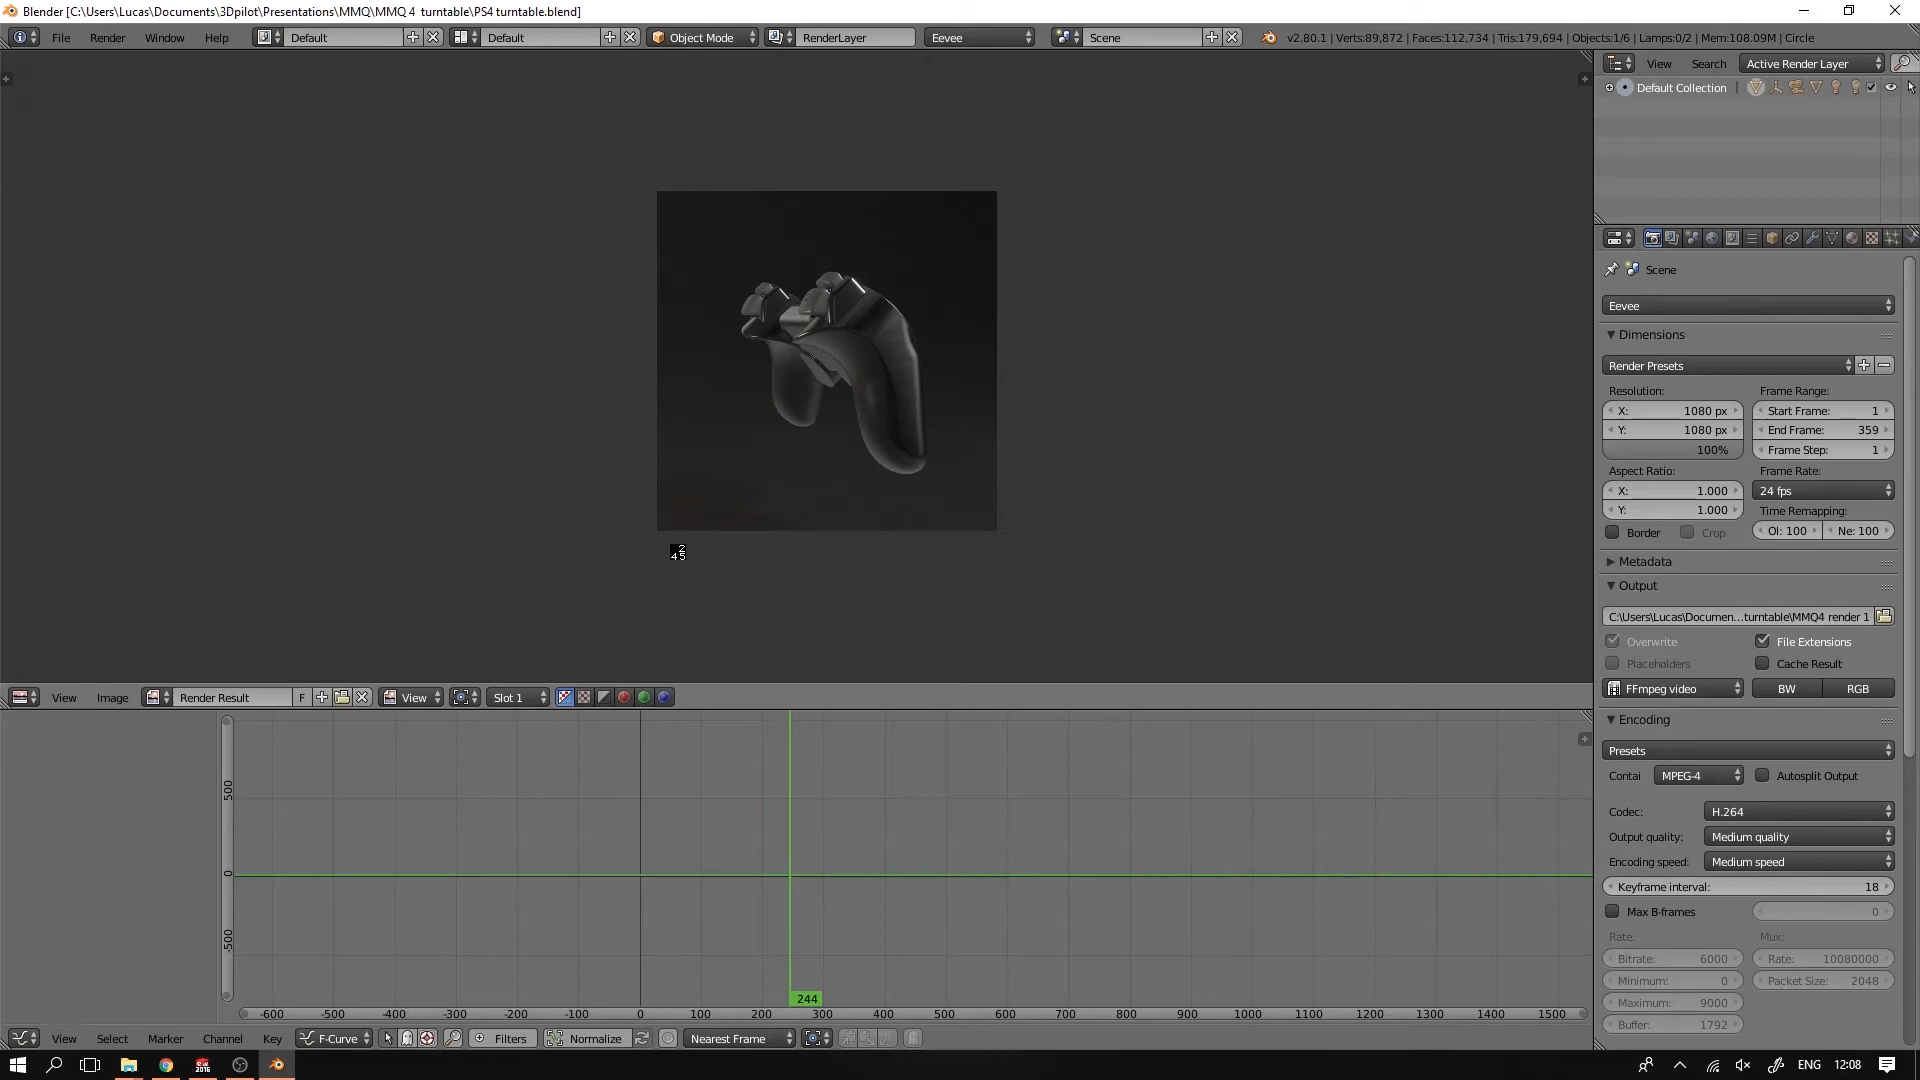 Blender [C:\Users\Lucas\Documents\3Dpilot\Presentations\MMQ\MMQ 4 turntable\PS4 turntable.blend]
File Render Window Help Default Default Object Mode RenderLayer Eevee Scene v2.80.1 | Verts:89,872 | Faces:112,734 | Tris:179,694 | Objects:1/6 | Lamps:0/2 | Mem:108.09M | Circle
View Search Active Render Layer
Default Collection
Scene
Eevee
Dimensions
Render Presets
Resolution: Frame Range:
X: 1080 px Start Frame: 1
Y: 1080 px End Frame: 359
100% Frame Step: 1
Aspect Ratio: Frame Rate:
X: 1.000 24 fps
Y: 1.000 Time Remapping:
Border Crop Ol: 100 Ne: 100
Metadata
Output
C:\Users\Lucas\Documen...turntable\MMQ4 render 1
Overwrite File Extensions
Placeholders Cache Result
FFmpeg video BW RGB
Encoding
Presets
Contai MPEG-4 Autosplit Output
Codec: H.264
Output quality: Medium quality
Encoding speed: Medium speed
Keyframe interval: 18
Max B-frames 0
Rate: Mux:
Bitrate: 6000 Rate: 10080000
Minimum: 0 Packet Size: 2048
Maximum: 9000
Buffer: 1792
2
45
View Image Render Result F View Slot 1
500
0
-500
244
-600 -500 -400 -300 -200 -100 0 100 200 300 400 500 600 700 800 900 1000 1100 1200 1300 1400 1500
View Select Marker Channel Key F-Curve Filters Normalize Nearest Frame
SW
2016
ENG 12:08